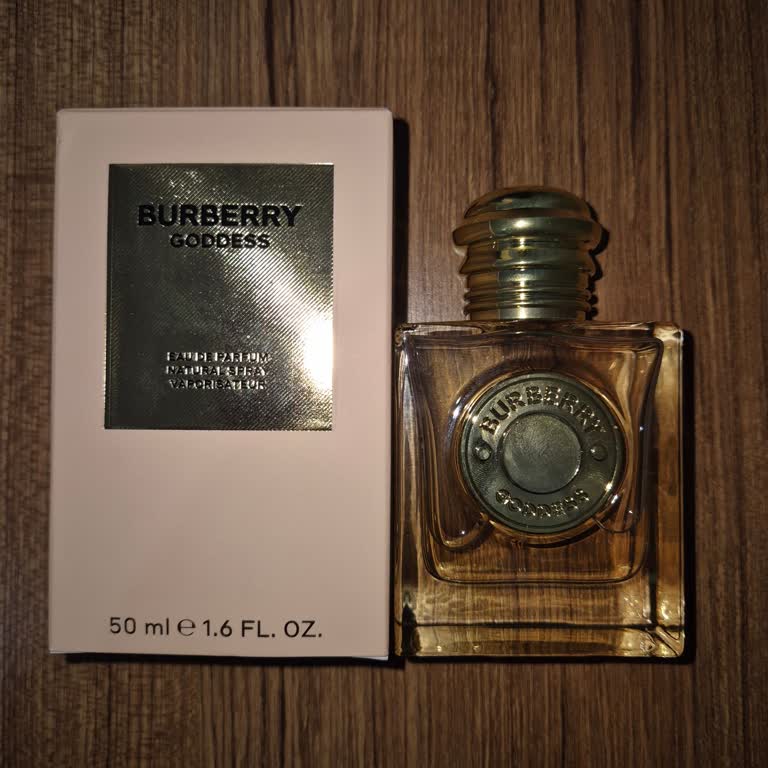 BURBERRY
GODDESS
EAU DE PARFUM
NATURAL SPRAY
VAPORISATEUR
50 ml ℮ 1.6 FL. OZ.
BURBERRY
GODDESS